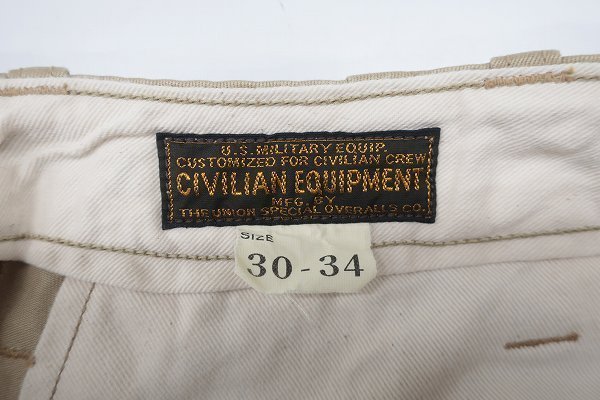 U.S. MILITARY EQUIP.
CUSTOMIZED FOR CIVILIAN CREW
CIVILIAN EQUIPMENT
MFG. BY
THE UNION SPECIAL OVERALLS CO.
SIZE
30 - 34